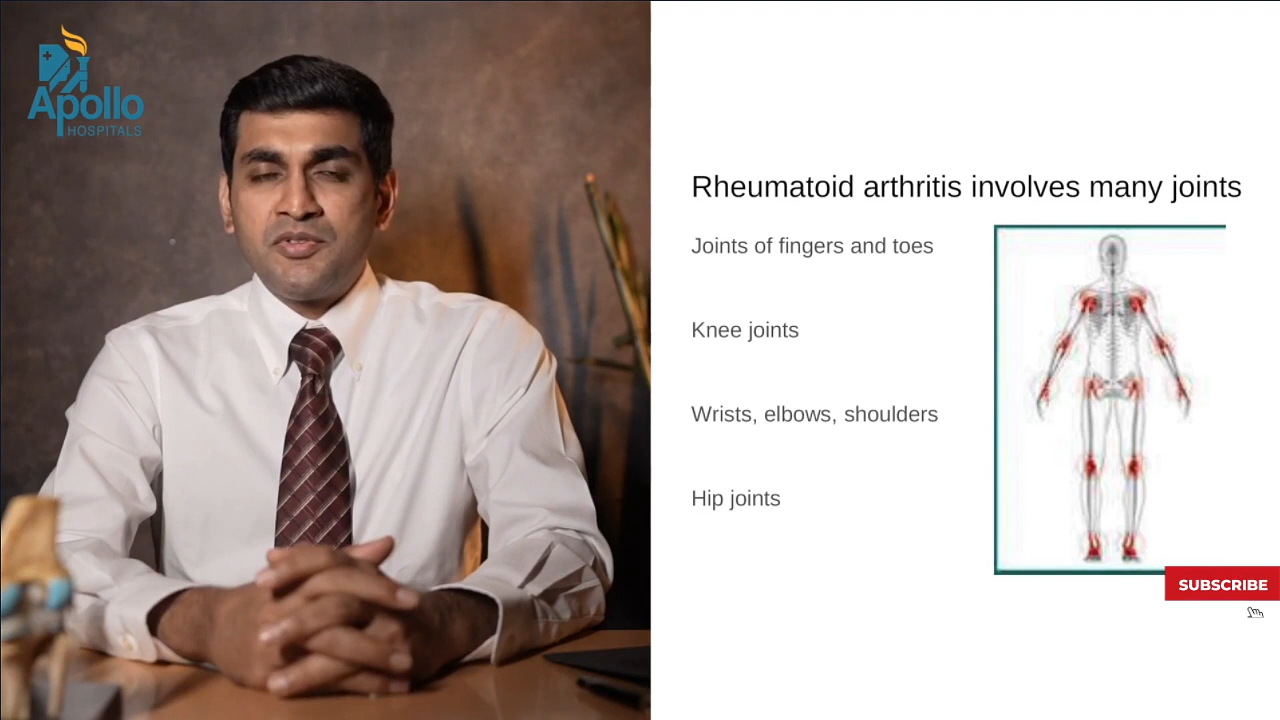 Apollo
HOSPITALS
Rheumatoid arthritis involves many joints
Joints of fingers and toes
Knee joints
Wrists, elbows, shoulders
Hip joints
SUBSCRIBE